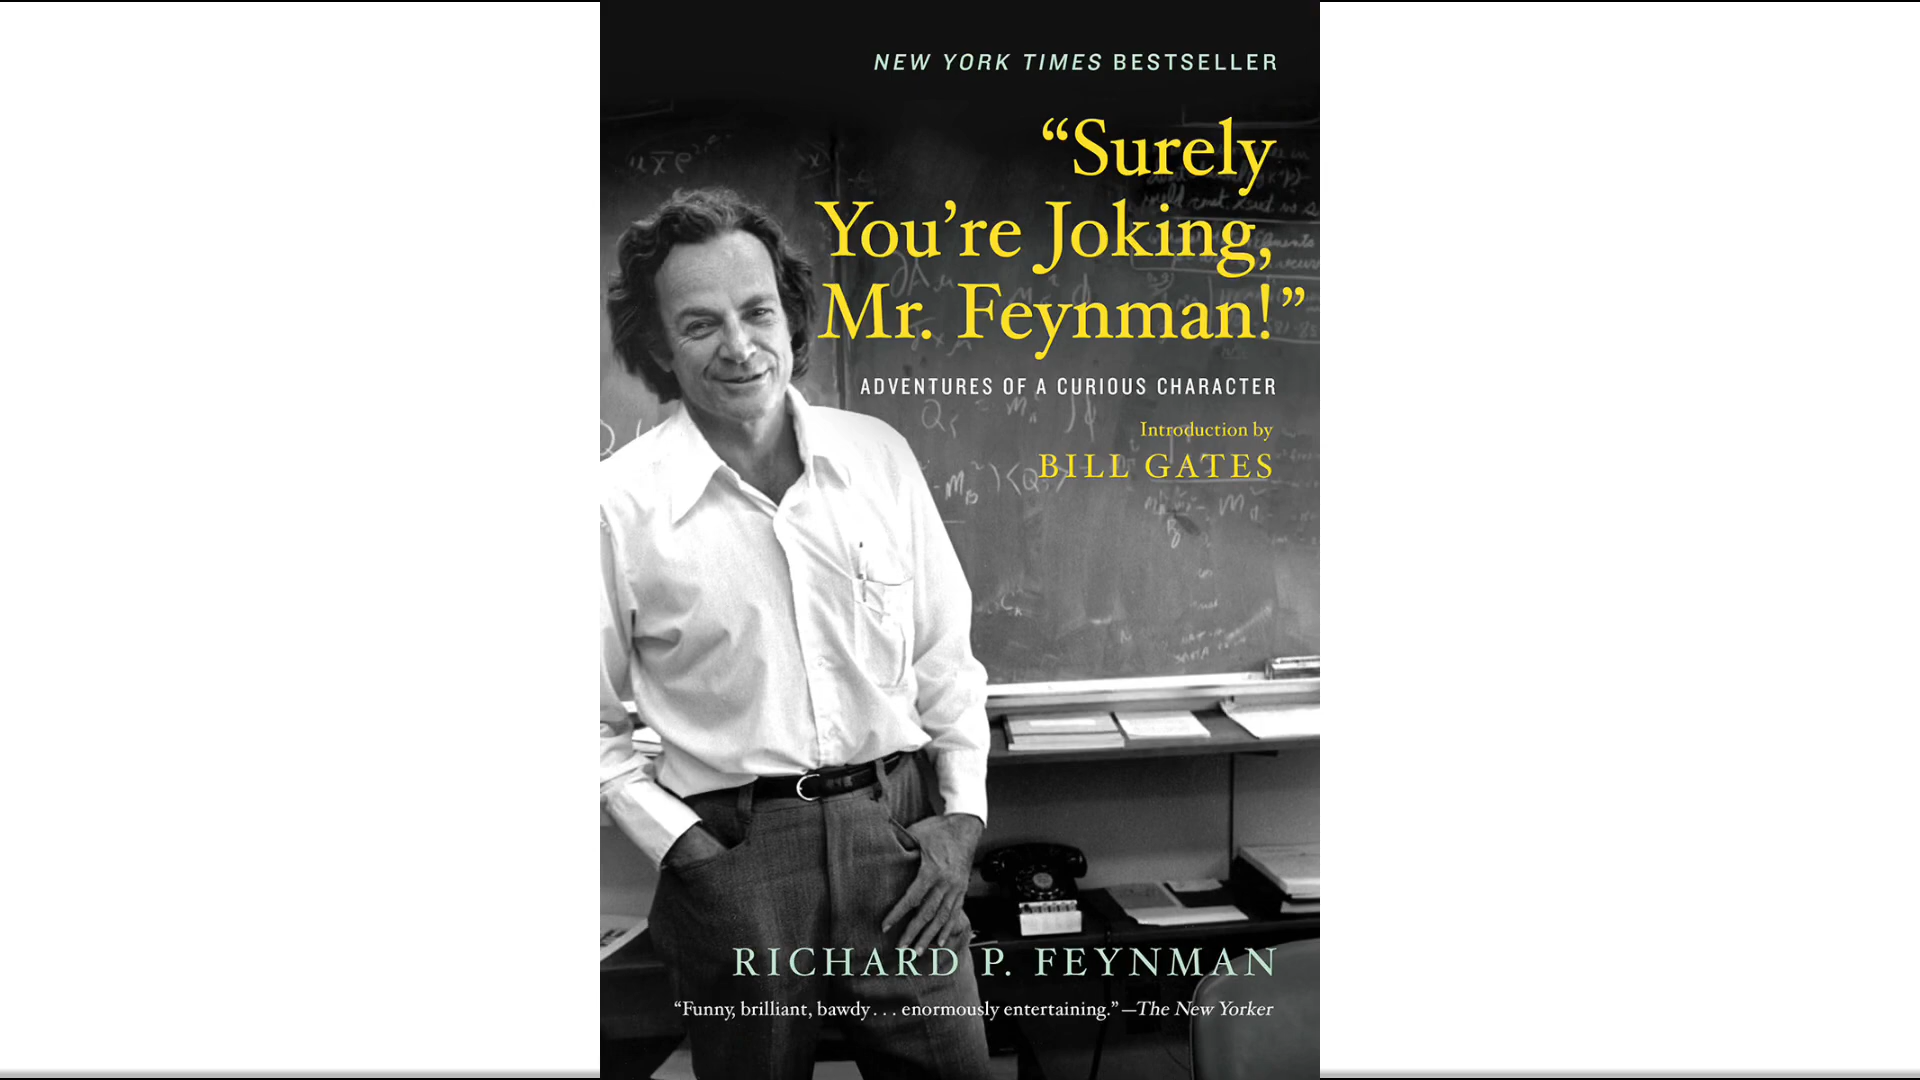 NEW YORK TIMES BESTSELLER
“Surely
You’re Joking,
Mr. Feynman!”
ADVENTURES OF A CURIOUS CHARACTER
Introduction by
BILL GATES
RICHARD P. FEYNMAN
“Funny, brilliant, bawdy . . . enormously entertaining.” —The New Yorker